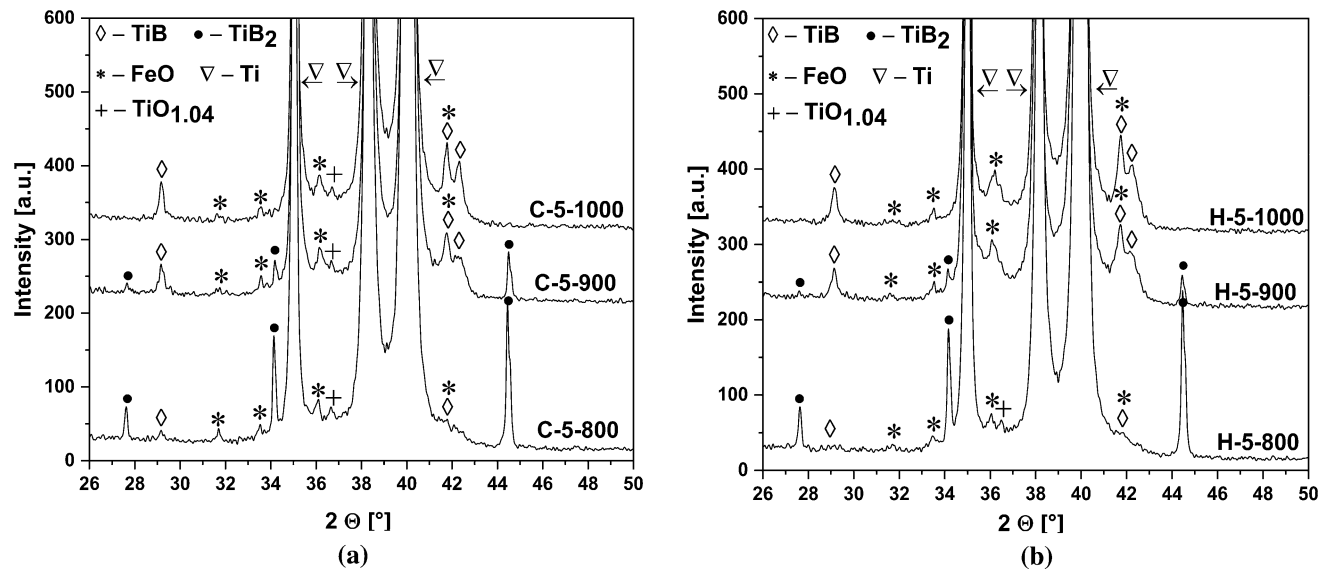 600
500
400
300
200
100
0
Intensity [a.u.]
◊ – TiB ● – TiB2
* – FeO ∇ – Ti
+ – TiO1.04
∇ ∇ ∇
C-5-1000
C-5-900
C-5-800
26 28 30 32 34 36 38 40 42 44 46 48 50
2 Θ [°]
(a)
600
500
400
300
200
100
0
Intensity [a.u.]
◊ – TiB ● – TiB2
* – FeO ∇ – Ti
+ – TiO1.04
∇ ∇ ∇
H-5-1000
H-5-900
H-5-800
26 28 30 32 34 36 38 40 42 44 46 48 50
2 Θ [°]
(b)